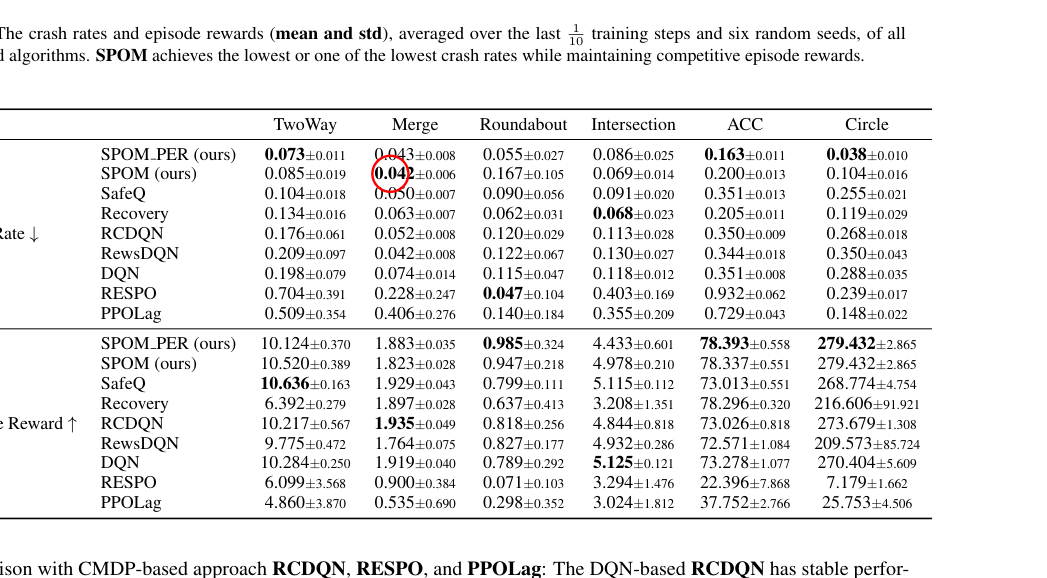 The crash rates and episode rewards (mean and std), averaged over the last 1/10 training steps and six random seeds, of all
d algorithms. SPOM achieves the lowest or one of the lowest crash rates while maintaining competitive episode rewards.
TwoWay Merge Roundabout Intersection ACC Circle
SPOM_PER (ours) 0.073±0.011 0.043±0.008 0.055±0.027 0.086±0.025 0.163±0.011 0.038±0.010
SPOM (ours) 0.085±0.019 0.042±0.006 0.167±0.105 0.069±0.014 0.200±0.013 0.104±0.016
SafeQ 0.104±0.018 0.050±0.007 0.090±0.056 0.091±0.020 0.351±0.013 0.255±0.021
Recovery 0.134±0.016 0.063±0.007 0.062±0.031 0.068±0.023 0.205±0.011 0.119±0.029
Rate ↓ RCDQN 0.176±0.061 0.052±0.008 0.120±0.029 0.113±0.028 0.350±0.009 0.268±0.018
RewsDQN 0.209±0.097 0.042±0.008 0.122±0.067 0.130±0.027 0.344±0.018 0.350±0.043
DQN 0.198±0.079 0.074±0.014 0.115±0.047 0.118±0.012 0.351±0.008 0.288±0.035
RESPO 0.704±0.391 0.228±0.247 0.047±0.104 0.403±0.169 0.932±0.062 0.239±0.017
PPOLag 0.509±0.354 0.406±0.276 0.140±0.184 0.355±0.209 0.729±0.043 0.148±0.022
SPOM_PER (ours) 10.124±0.370 1.883±0.035 0.985±0.324 4.433±0.601 78.393±0.558 279.432±2.865
SPOM (ours) 10.520±0.389 1.823±0.028 0.947±0.218 4.978±0.210 78.337±0.551 279.432±2.865
SafeQ 10.636±0.163 1.929±0.043 0.799±0.111 5.115±0.112 73.013±0.551 268.774±4.754
Recovery 6.392±0.279 1.897±0.028 0.637±0.413 3.208±1.351 78.296±0.320 216.606±91.921
e Reward ↑ RCDQN 10.217±0.567 1.935±0.049 0.818±0.256 4.844±0.818 73.026±0.818 273.679±1.308
RewsDQN 9.775±0.472 1.764±0.075 0.827±0.177 4.932±0.286 72.571±1.084 209.573±85.724
DQN 10.284±0.250 1.919±0.040 0.789±0.292 5.125±0.121 73.278±1.077 270.404±5.609
RESPO 6.099±3.568 0.900±0.384 0.071±0.103 3.294±1.476 22.396±7.868 7.179±1.662
PPOLag 4.860±3.870 0.535±0.690 0.298±0.352 3.024±1.812 37.752±2.766 25.753±4.506
ison with CMDP-based approach RCDQN, RESPO, and PPOLag: The DQN-based RCDQN has stable perfor-